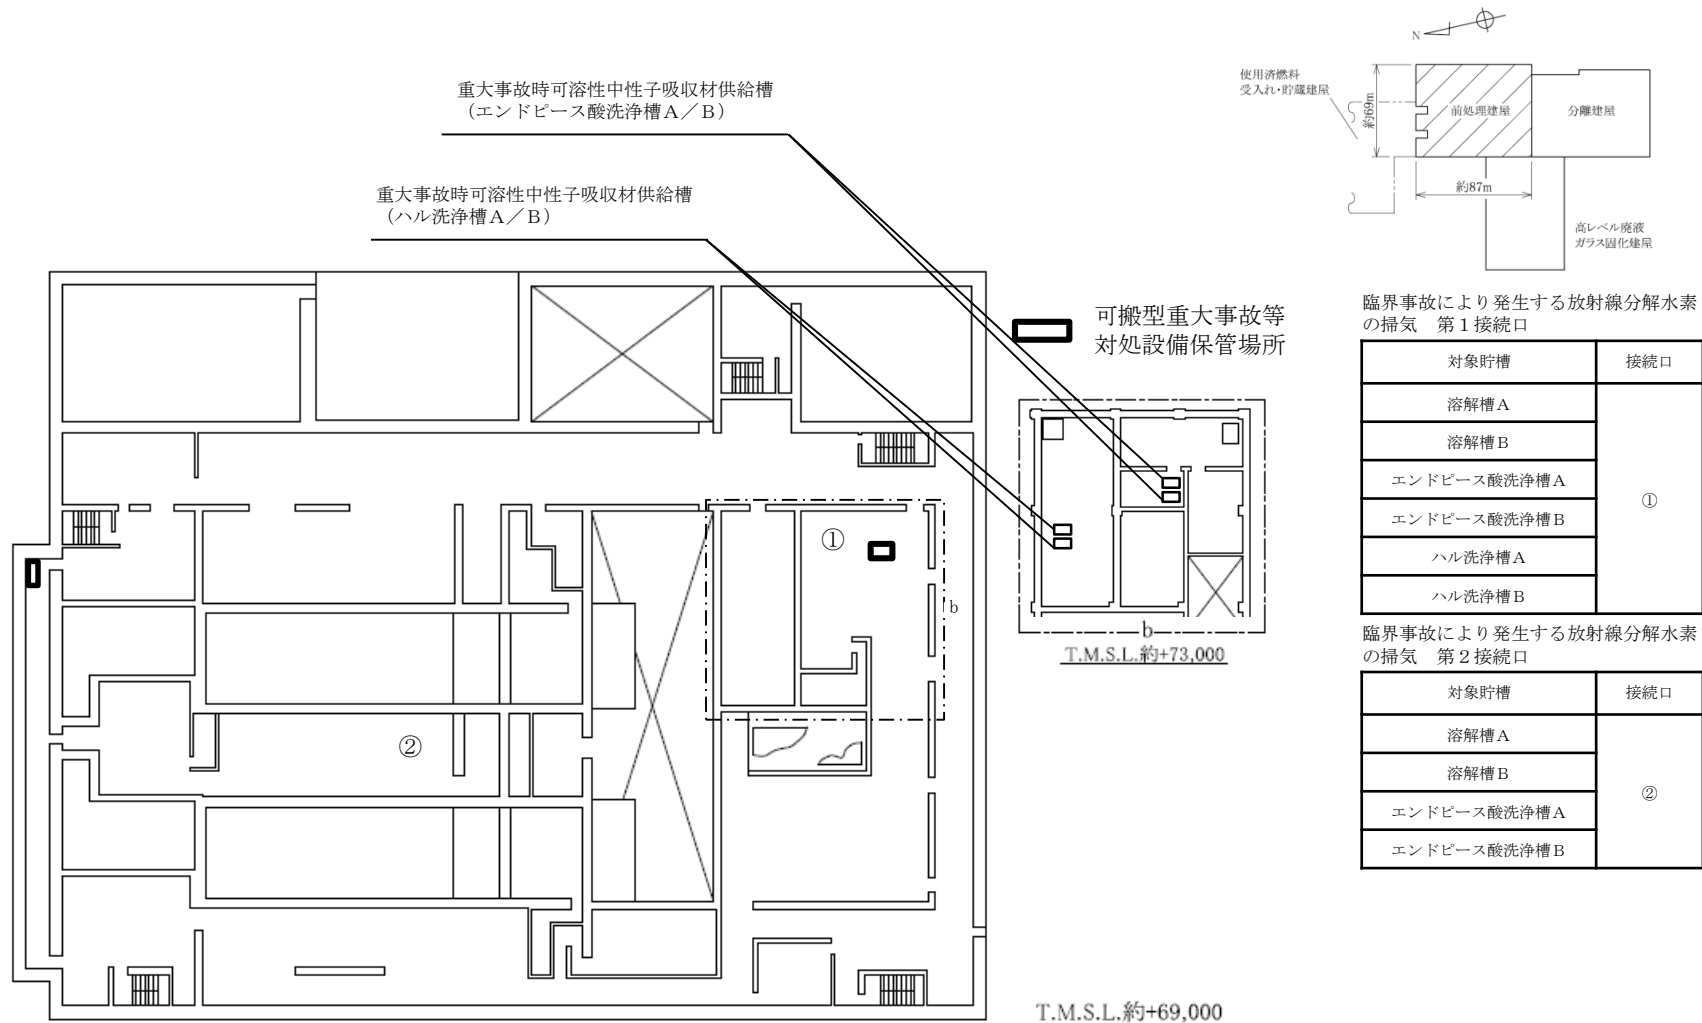 N
使用済燃料
受入れ・貯蔵建屋
約69m
前処理建屋
分離建屋
約87m
高レベル廃液
ガラス固化建屋
重大事故時可溶性中性子吸収材供給槽
（エンドピース酸洗浄槽Ａ／Ｂ）
重大事故時可溶性中性子吸収材供給槽
（ハル洗浄槽Ａ／Ｂ）
可搬型重大事故等
対処設備保管場所
①
b
②
b
T.M.S.L.約+73,000
T.M.S.L.約+69,000
臨界事故により発生する放射線分解水素
の掃気　第１接続口
対象貯槽　接続口
溶解槽Ａ
溶解槽Ｂ
エンドピース酸洗浄槽Ａ
エンドピース酸洗浄槽Ｂ
ハル洗浄槽Ａ
ハル洗浄槽Ｂ
①
臨界事故により発生する放射線分解水素
の掃気　第２接続口
対象貯槽　接続口
溶解槽Ａ
溶解槽Ｂ
エンドピース酸洗浄槽Ａ
エンドピース酸洗浄槽Ｂ
②